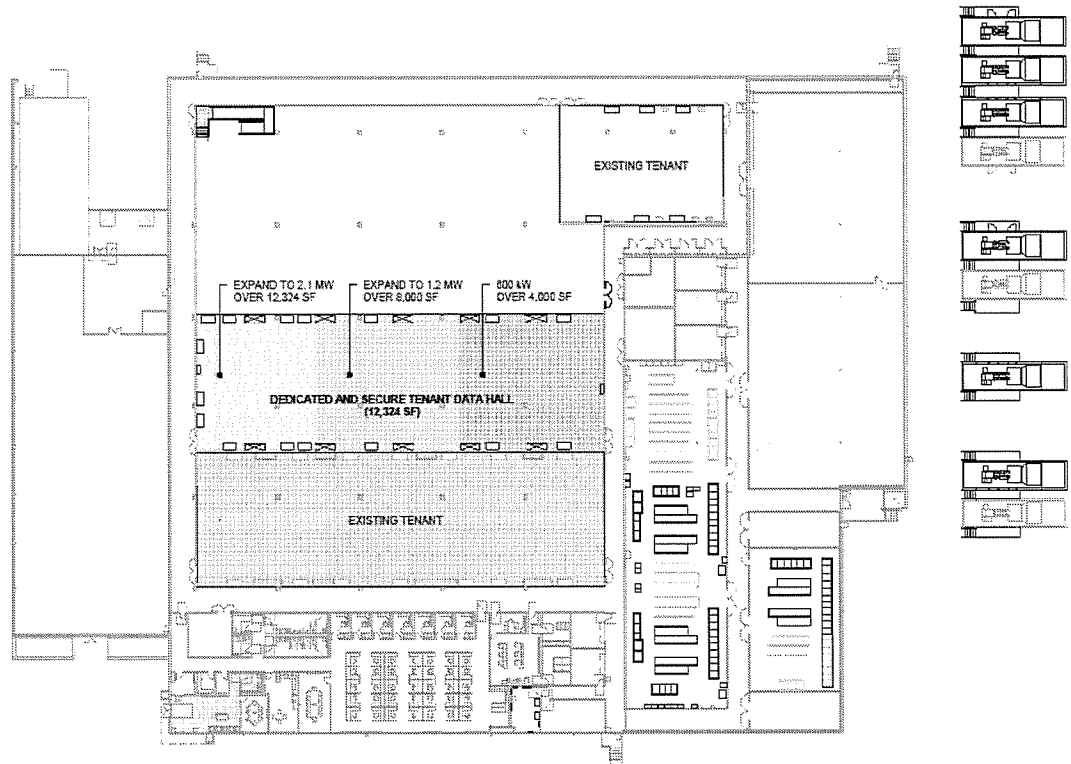 EXISTING TENANT
EXPAND TO 2.1 MW
OVER 12,324 SF
EXPAND TO 1.2 MW
OVER 8,000 SF
600 kW
OVER 4,000 SF
DEDICATED AND SECURE TENANT DATA HALL
(12,324 SF)
EXISTING TENANT